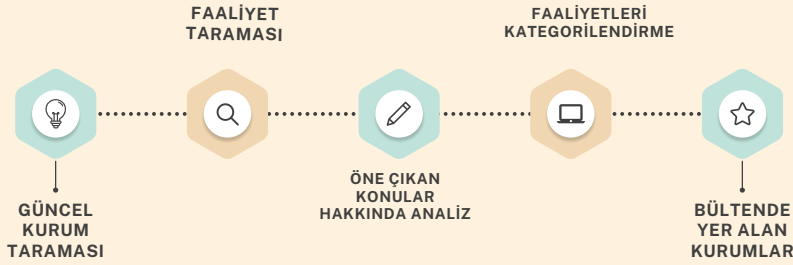 FAALİYET
TARAMASI
FAALİYETLERİ
KATEGORİLENDİRME
ÖNE ÇIKAN
KONULAR
HAKKINDA ANALİZ
GÜNCEL
KURUM
TARAMASI
BÜLTENDE
YER ALAN
KURUMLAR